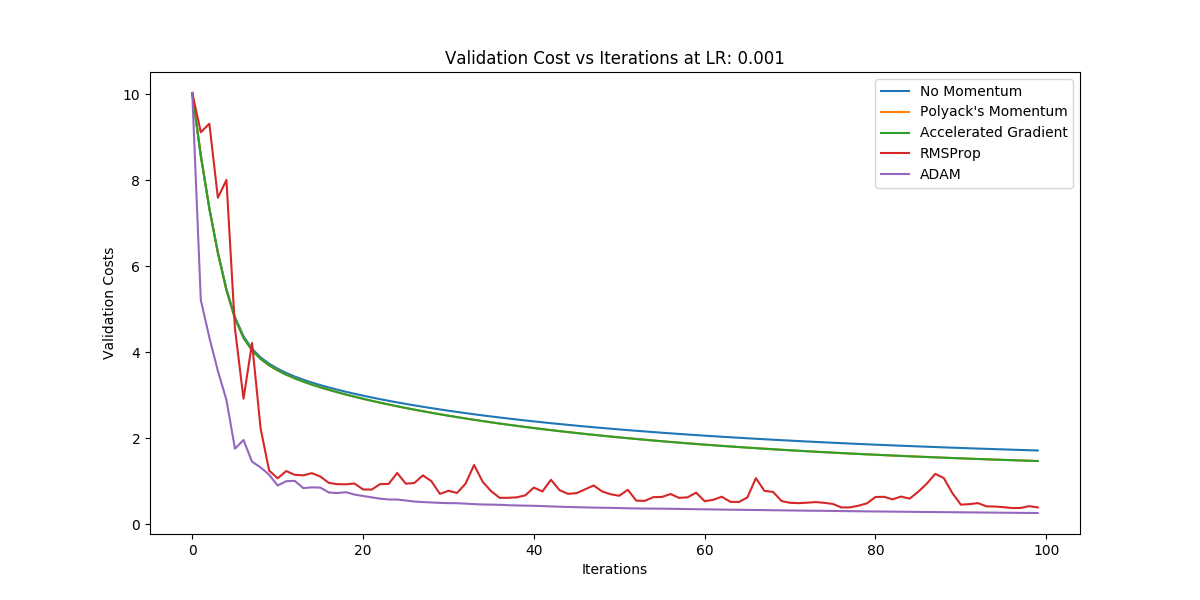 Validation Cost vs Iterations at LR: 0.001
No Momentum
Polyack's Momentum
Accelerated Gradient
RMSProp
ADAM
Validation Costs
10
8
6
4
2
0
0 20 40 60 80 100
Iterations